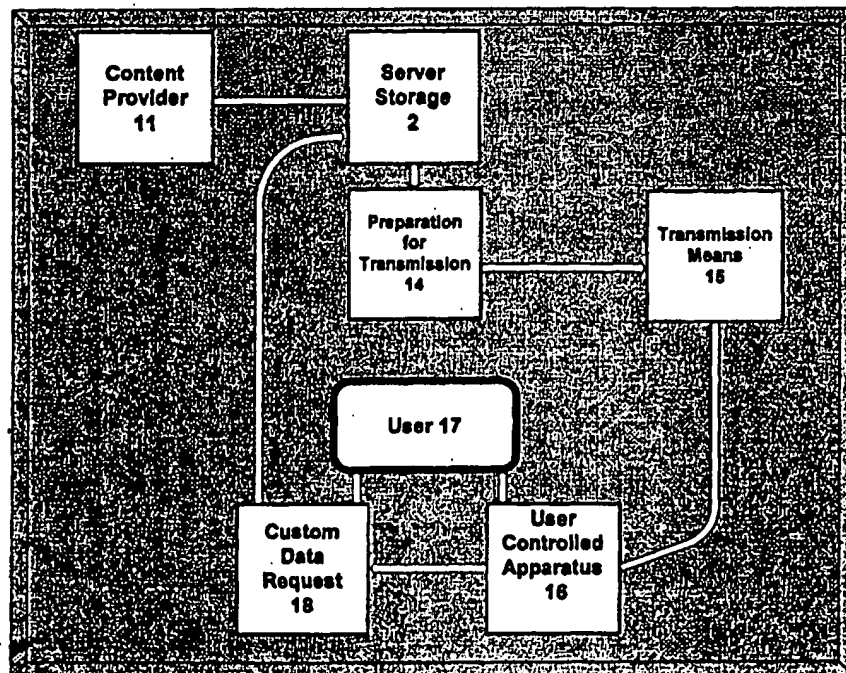 Content
Provider
11
Server
Storage
2
Preparation
for
Transmission
14
Transmission
Means
15
User 17
Custom
Data
Request
18
User
Controlled
Apparatus
16